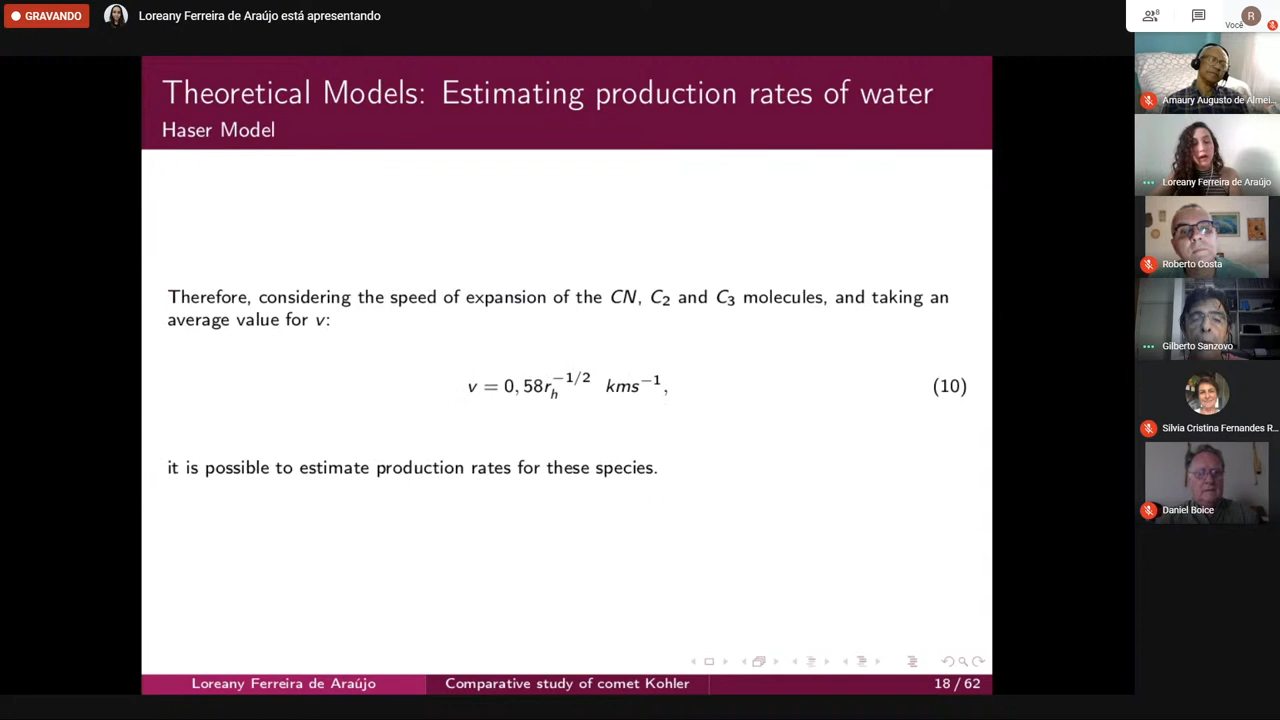 GRAVANDO
Loreany Ferreira de Araújo está apresentando
8
Você
R
Theoretical Models: Estimating production rates of water
Haser Model
Therefore, considering the speed of expansion of the CN, C₂ and C₃ molecules, and taking an
average value for v:
v = 0, 58r_h^{−1/2} kms⁻¹, (10)
it is possible to estimate production rates for these species.
Loreany Ferreira de Araújo Comparative study of comet Kohler 18 / 62
Amaury Augusto de Almei...
Loreany Ferreira de Araújo
Roberto Costa
Gilberto Sanzovo
Silvia Cristina Fernandes R...
Daniel Boice